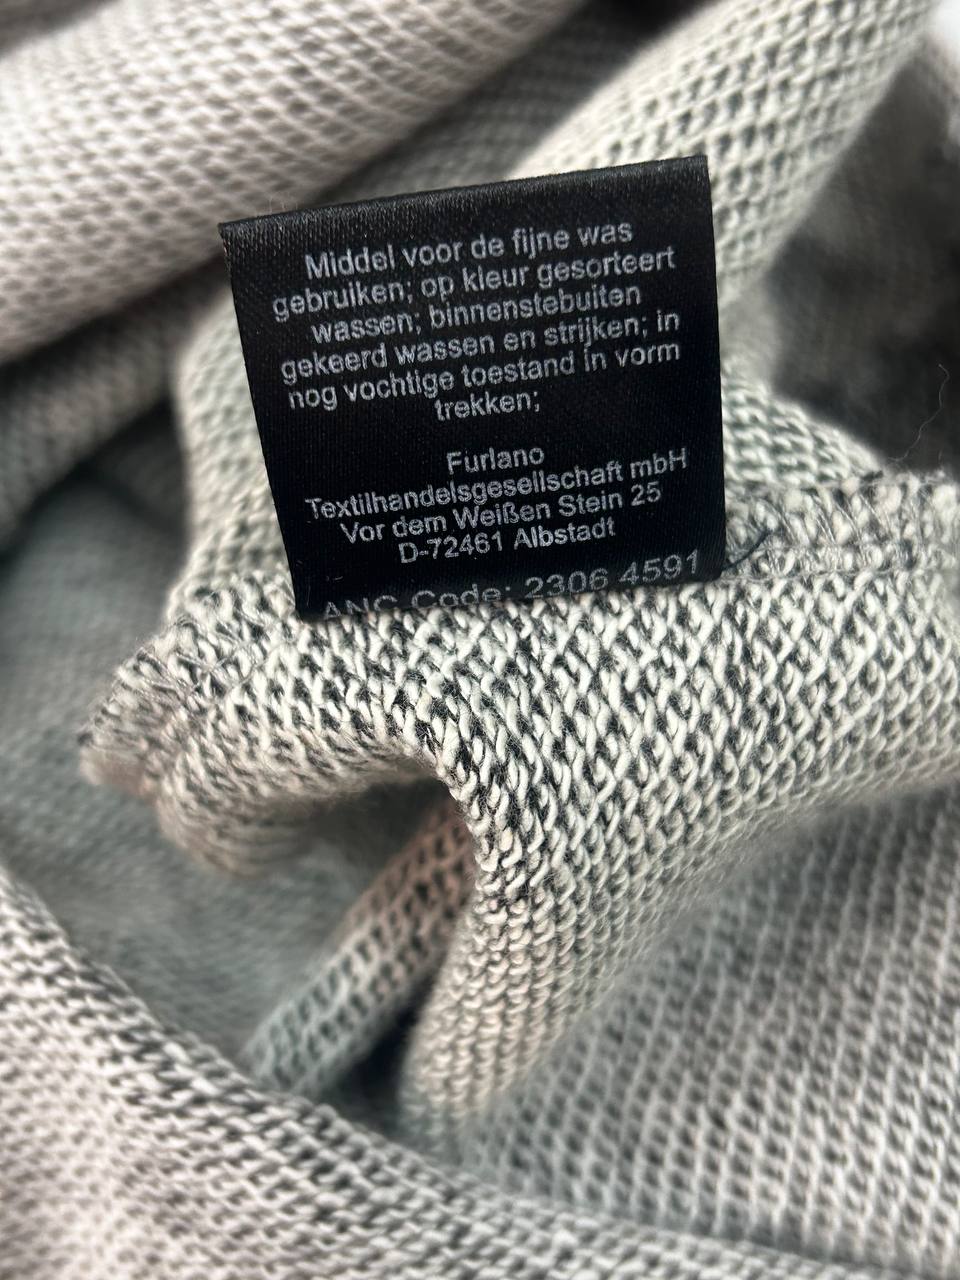 Middel voor de fijne was
gebruiken; op kleur gesorteert
wassen; binnenstebuiten
gekeerd wassen en strijken; in
nog vochtige toestand in vorm
trekken;
Furlano
Textilhandelsgesellschaft mbH
Vor dem Weißen Stein 25
D-72461 Albstadt
ANC Code: 2306 4591